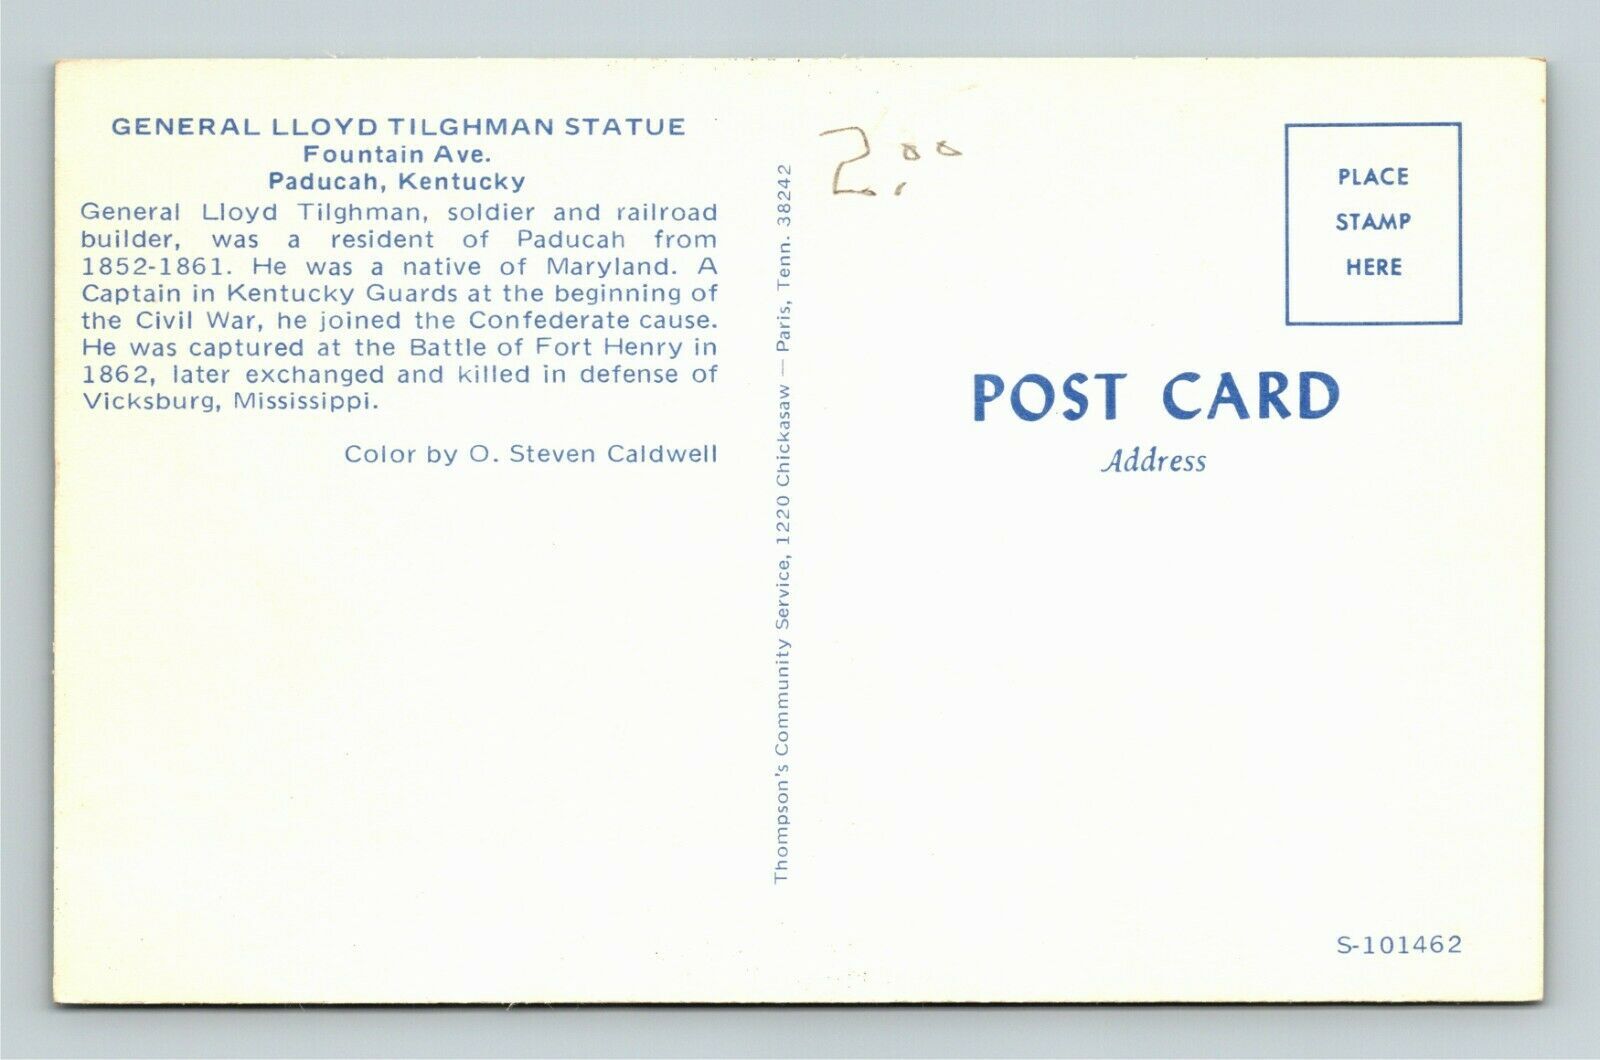 GENERAL LLOYD TILGHMAN STATUE
Fountain Ave.
Paducah, Kentucky
General Lloyd Tilghman, soldier and railroad
builder, was a resident of Paducah from
1852-1861. He was a native of Maryland. A
Captain in Kentucky Guards at the beginning of
the Civil War, he joined the Confederate cause.
He was captured at the Battle of Fort Henry in
1862, later exchanged and killed in defense of
Vicksburg, Mississippi.
Color by O. Steven Caldwell
Thompson's Community Service, 1220 Chickasaw — Paris, Tenn. 38242
2.00
PLACE
STAMP
HERE
POST CARD
Address
S-101462